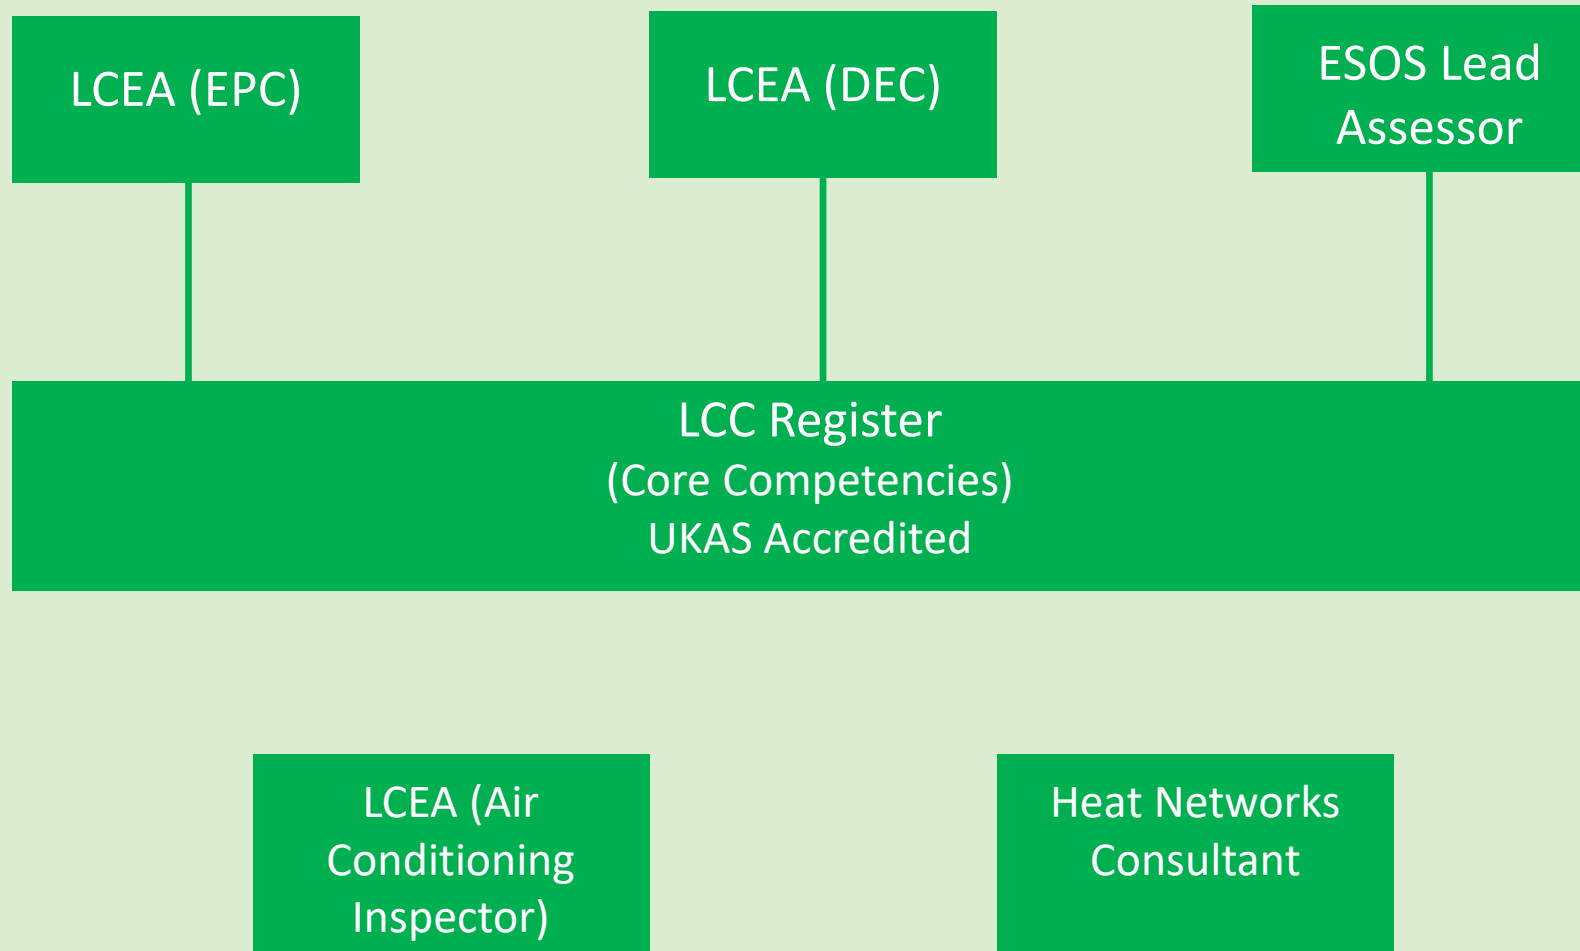 LCEA (EPC)
LCEA (DEC)
ESOS Lead
Assessor
LCC Register
(Core Competencies)
UKAS Accredited
LCEA (Air
Conditioning
Inspector)
Heat Networks
Consultant